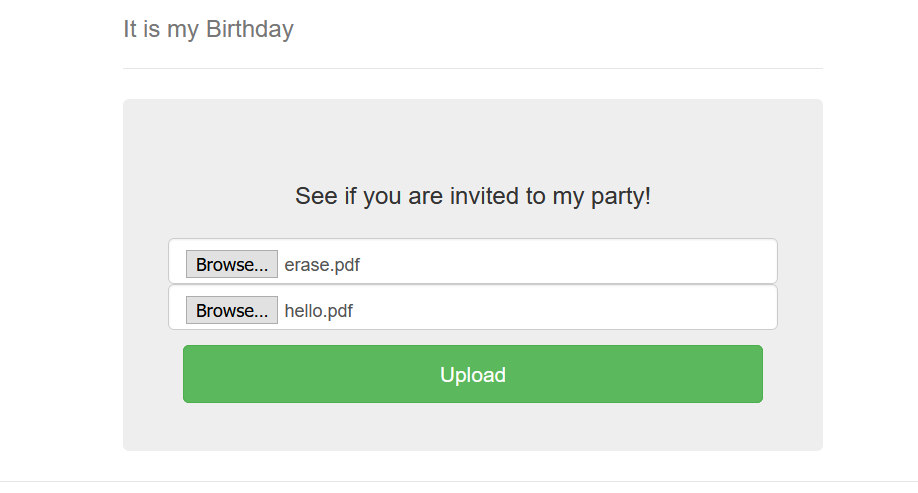 It is my Birthday
See if you are invited to my party!
Browse... erase.pdf
Browse... hello.pdf
Upload